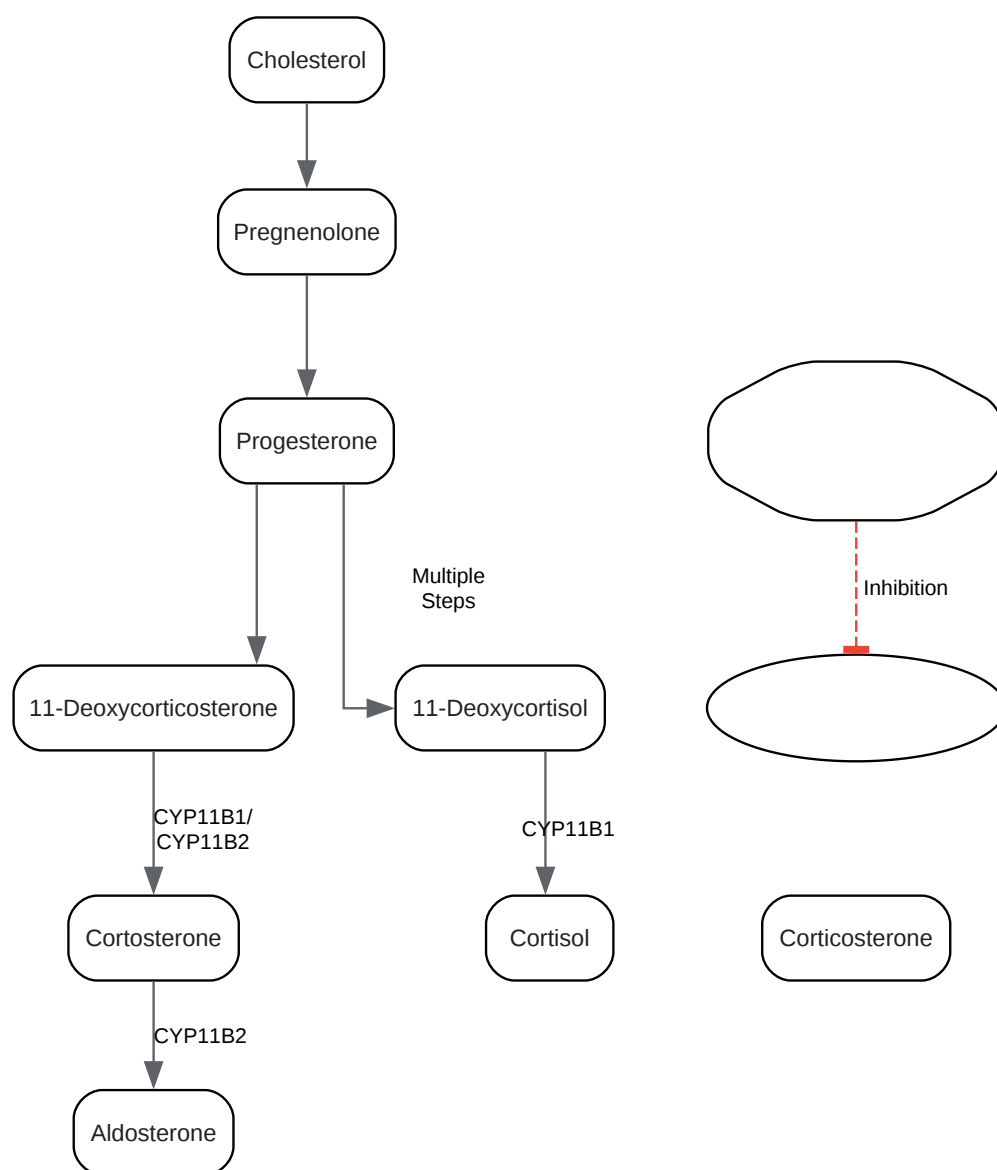 Cholesterol
Pregnenolone
Progesterone
Multiple
Steps
Inhibition
11-Deoxycorticosterone
11-Deoxycortisol
CYP11B1/
CYP11B2
CYP11B1
Cortosterone
Cortisol
Corticosterone
CYP11B2
Aldosterone